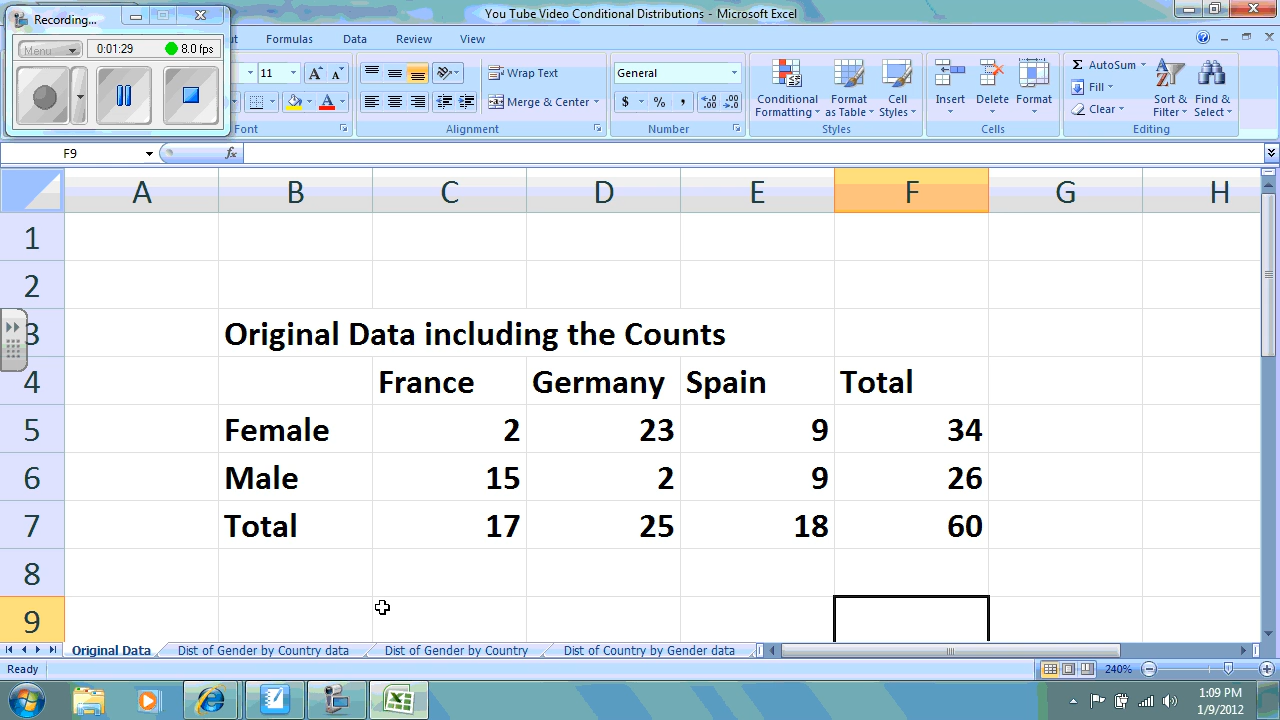 Recording...
You Tube Video Conditional Distributions - Microsoft Excel
Menu 0:01:29 8.0 fps
Formulas Data Review View
11 A A Wrap Text General Conditional Formatting Format as Table Cell Styles Insert Delete Format Σ AutoSum Sort & Filter Find & Select
Fill
A Merge & Center $ % , .0 .00 .00 .0 Clear
Font Alignment Number Styles Cells Editing
F9 fx
A B C D E F G H
1
2
3 Original Data including the Counts
4 France Germany Spain Total
5 Female 2 23 9 34
6 Male 15 2 9 26
7 Total 17 25 18 60
8
9
Original Data Dist of Gender by Country data Dist of Gender by Country Dist of Country by Gender data
Ready 240%
1:09 PM
1/9/2012